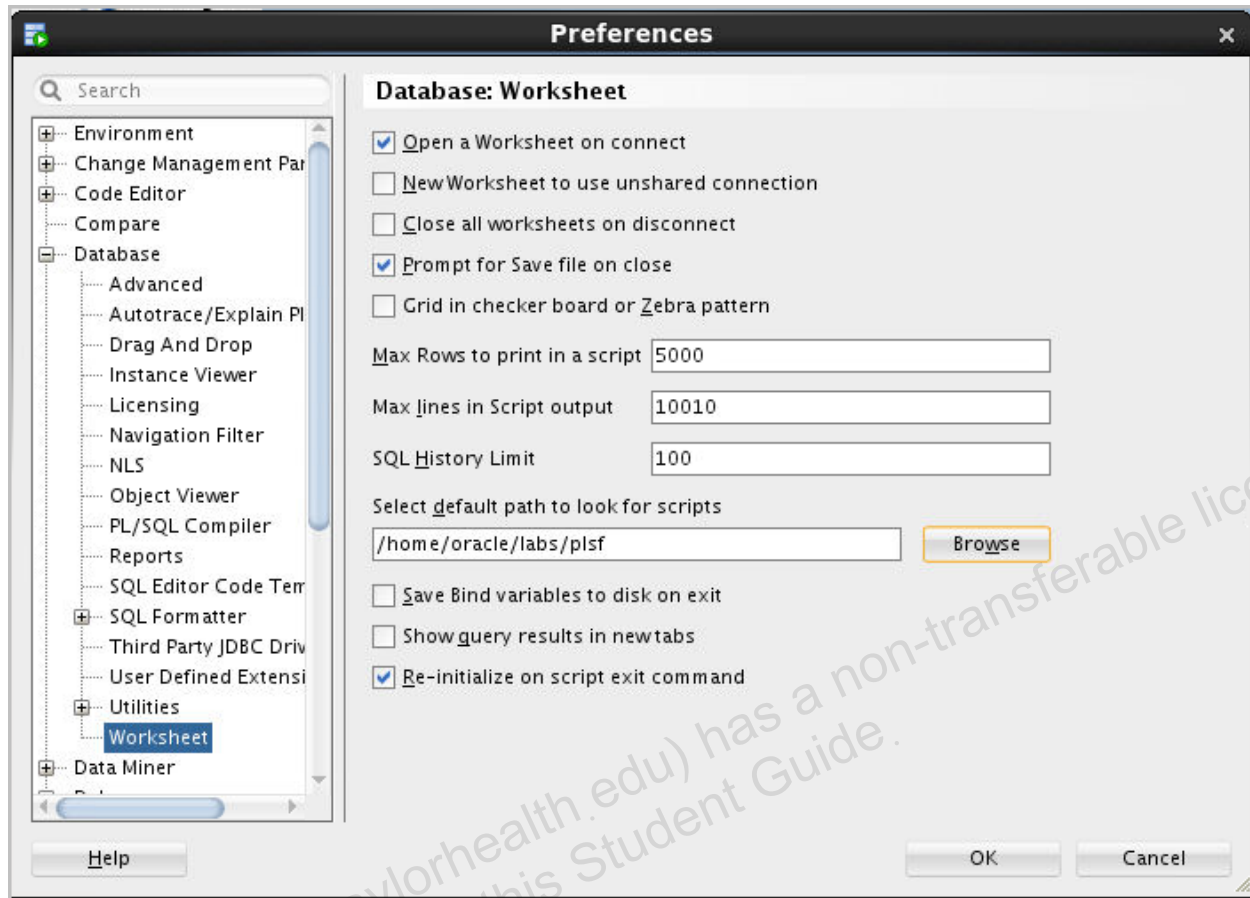 Preferences
Search
Environment
Change Management Par
Code Editor
Compare
Database
Advanced
Autotrace/Explain Pl
Drag And Drop
Instance Viewer
Licensing
Navigation Filter
NLS
Object Viewer
PL/SQL Compiler
Reports
SQL Editor Code Tem
SQL Formatter
Third Party JDBC Driv
User Defined Extensi
Utilities
Worksheet
Data Miner
Database: Worksheet
Open a Worksheet on connect
New Worksheet to use unshared connection
Close all worksheets on disconnect
Prompt for Save file on close
Grid in checker board or Zebra pattern
Max Rows to print in a script 5000
Max lines in Script output 10010
SQL History Limit 100
Select default path to look for scripts
/home/oracle/labs/plsf Browse
Save Bind variables to disk on exit
Show query results in new tabs
Re-initialize on script exit command
Help OK Cancel
ylorhealth.edu) has a non-transferable lice
this Student Guide.